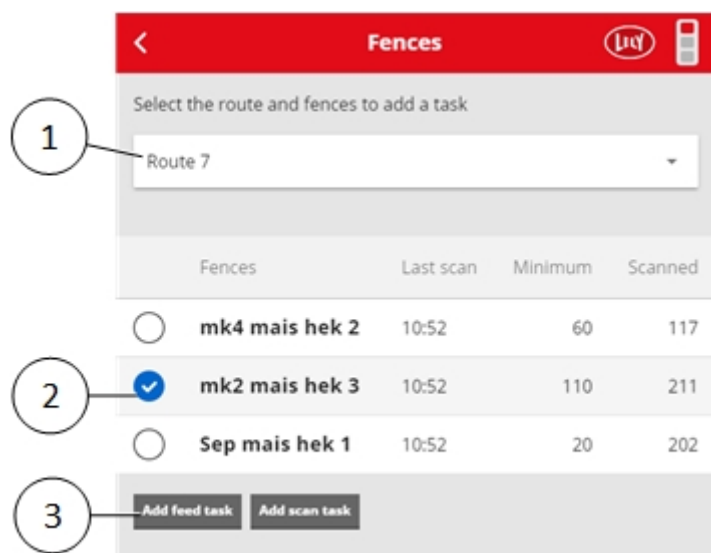 Fences LELY
Select the route and fences to add a task
1
Route 7
Fences Last scan Minimum Scanned
mk4 mais hek 2 10:52 60 117
2
mk2 mais hek 3 10:52 110 211
Sep mais hek 1 10:52 20 202
3
Add feed task Add scan task